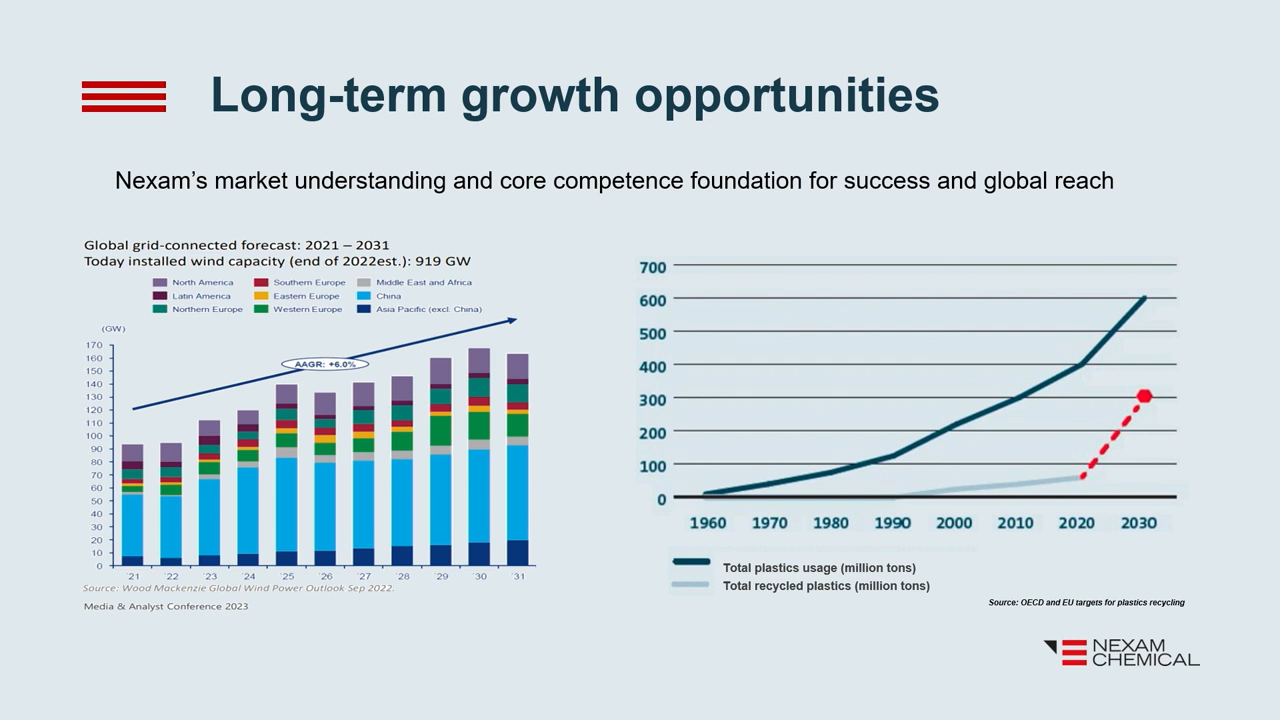 Long-term growth opportunities
Nexam's market understanding and core competence foundation for success and global reach
Global grid-connected forecast: 2021 – 2031
Today installed wind capacity (end of 2022est.): 919 GW
North America Southern Europe Middle East and Africa
Latin America Eastern Europe China
Northern Europe Western Europe Asia Pacific (excl. China)
(GW)
AAGR: +6.0%
170
160
150
140
130
120
110
100
90
80
70
60
50
40
30
20
10
0
'21 '22 '23 '24 '25 '26 '27 '28 29 30 31
Source: Wood Mackenzie Global Wind Power Outlook Sep 2022.
Media & Analyst Conference 2023
700
600
500
400
300
200
100
0
1960 1970 1980 1990 2000 2010 2020 2030
Total plastics usage (million tons)
Total recycled plastics (million tons)
Source: OECD and EU targets for plastics recycling
NEXAM
CHEMICAL